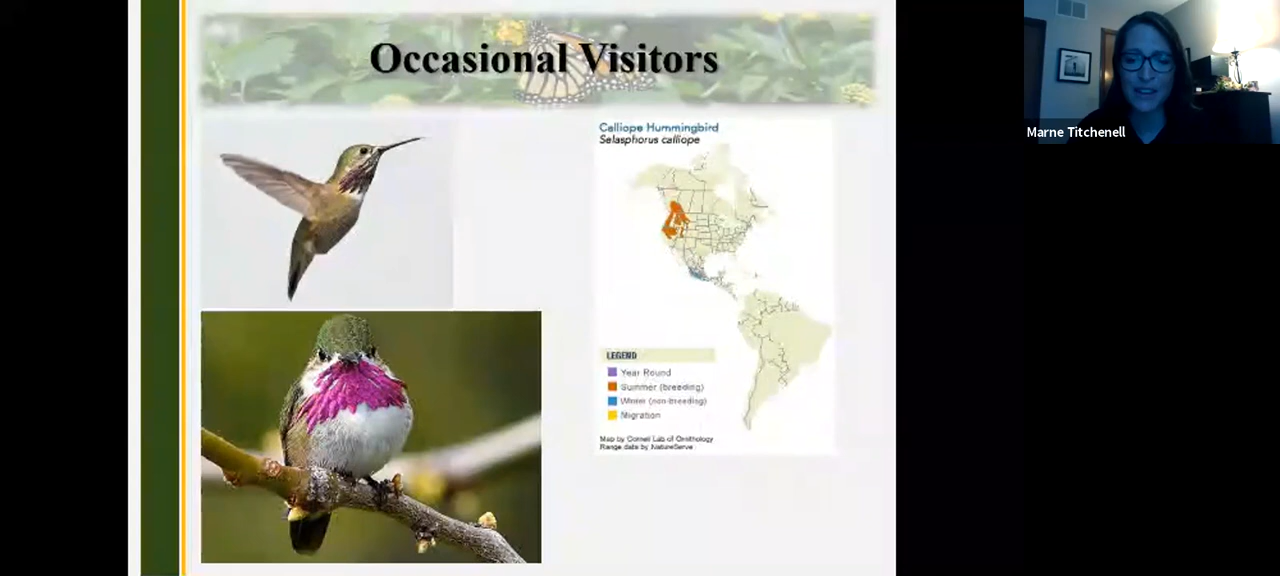 Occasional Visitors
Calliope Hummingbird
Selasphorus calliope
LEGEND
Year Round
Summer (breeding)
Winter (non-breeding)
Migration
Map by Cornell Lab of Ornithology
Range data by NatureServe
Marne Titchenell